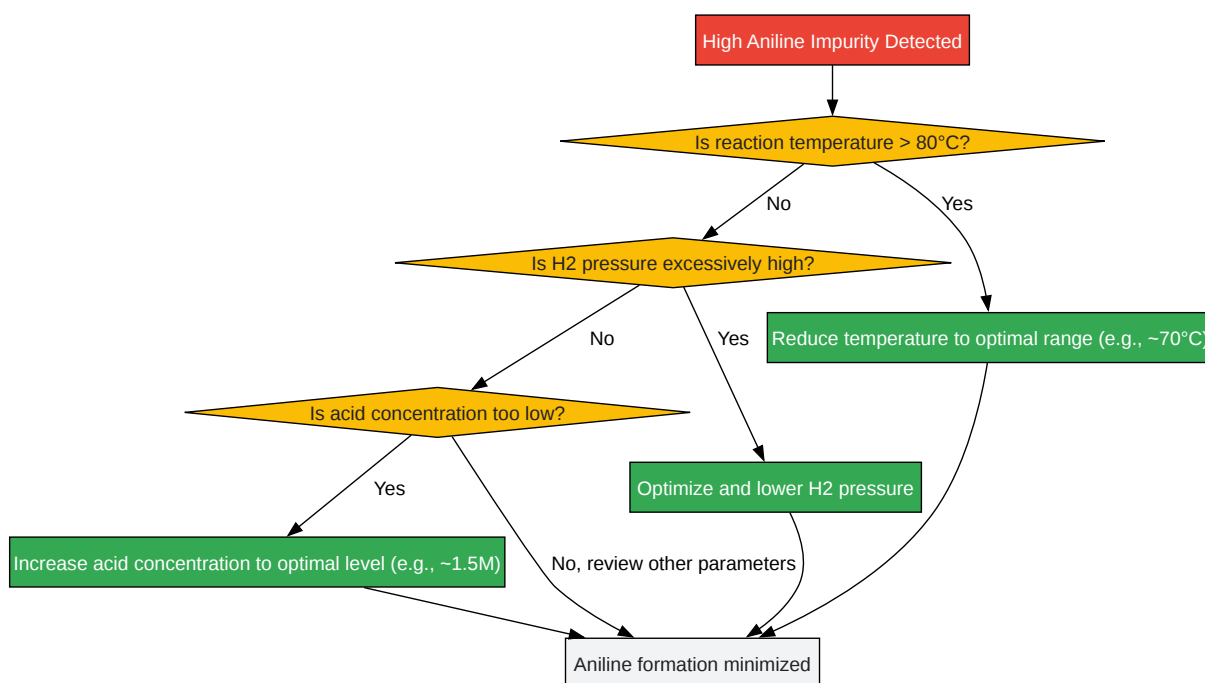 High Aniline Impurity Detected
Is reaction temperature > 80°C?
No
Yes
Is H2 pressure excessively high?
Reduce temperature to optimal range (e.g., ~70°C)
No
Yes
Is acid concentration too low?
Optimize and lower H2 pressure
Yes
Increase acid concentration to optimal level (e.g., ~1.5M)
No, review other parameters
Aniline formation minimized